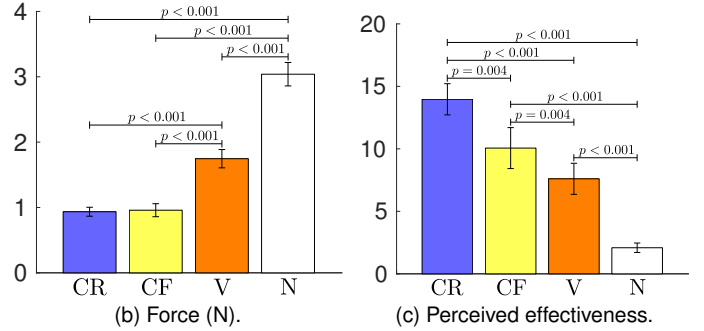 4
3
2
1
0
p < 0.001
p < 0.001
p < 0.001
p < 0.001
p < 0.001
CR CF V N
(b) Force (N).
20
15
10
5
0
p < 0.001
p < 0.001
p = 0.004
p < 0.001
p = 0.004
p < 0.001
CR CF V N
(c) Perceived effectiveness.